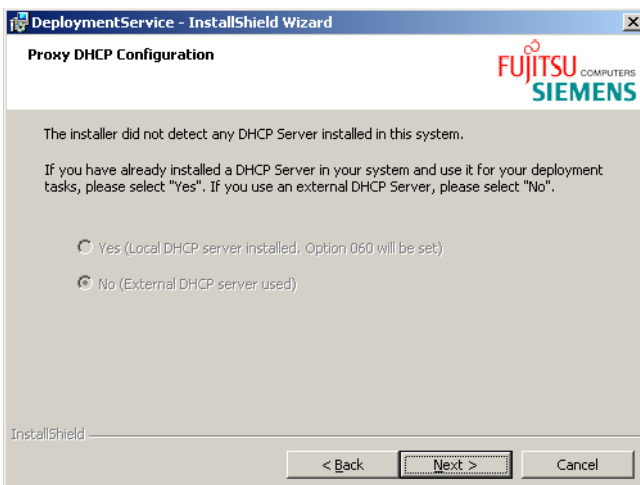 DeploymentService - InstallShield Wizard
Proxy DHCP Configuration
FUJITSU COMPUTERS
SIEMENS
The installer did not detect any DHCP Server installed in this system.
If you have already installed a DHCP Server in your system and use it for your deployment
tasks, please select "Yes". If you use an external DHCP Server, please select "No".
Yes (Local DHCP server installed. Option 060 will be set)
No (External DHCP server used)
InstallShield
< Back
Next >
Cancel